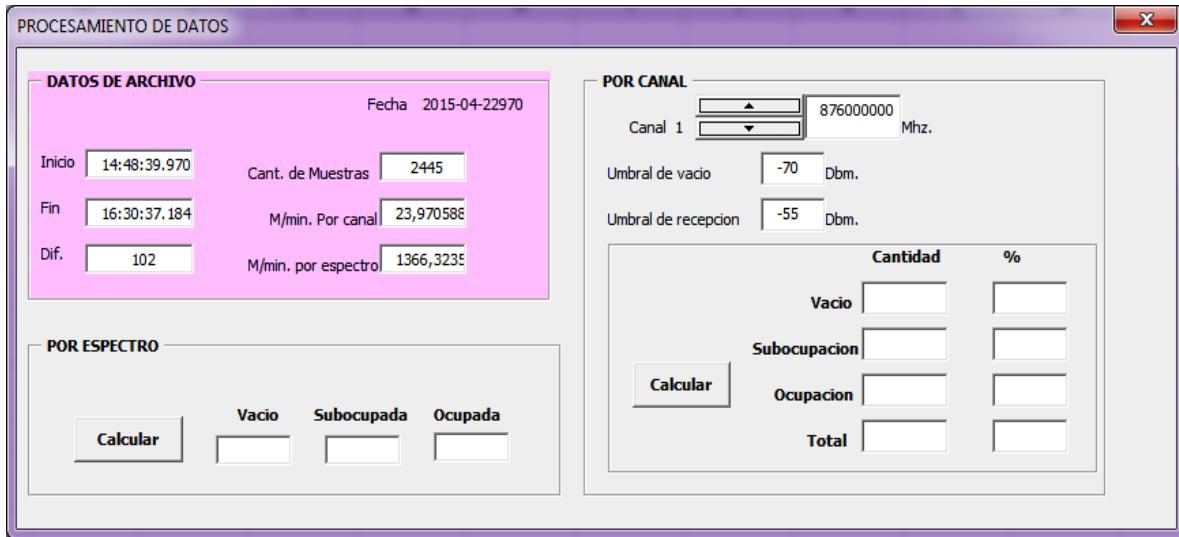 PROCESAMIENTO DE DATOS
DATOS DE ARCHIVO
Fecha 2015-04-22970
Inicio 14:48:39.970
Cant. de Muestras 2445
Fin 16:30:37.184
M/min. Por canal 23,970588
Dif. 102
M/min. por espectro 1366,3235
POR ESPECTRO
Vacio Subocupada Ocupada
Calcular
POR CANAL
Canal 1 876000000 Mhz.
Umbral de vacio -70 Dbm.
Umbral de recepcion -55 Dbm.
Cantidad %
Vacio
Subocupacion
Calcular
Ocupacion
Total